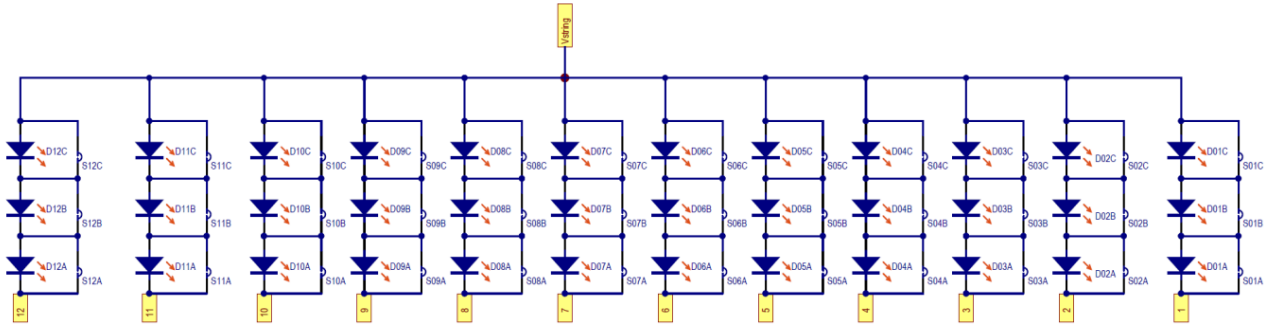 Vstring
D12C D11C D10C D09C D08C D07C D06C D05C D04C D03C D02C D01C
S12C S11C S10C S09C S08C S07C S06C S05C S04C S03C S02C S01C
D12B D11B D10B D09B D08B D07B D06B D05B D04B D03B D02B D01B
S12B S11B S10B S09B S08B S07B S06B S05B S04B S03B S02B S01B
D12A D11A D10A D09A D08A D07A D06A D05A D04A D03A D02A D01A
S12A S11A S10A S09A S08A S07A S06A S05A S04A S03A S02A S01A
12 11 10 9 8 7 6 5 4 3 2 1